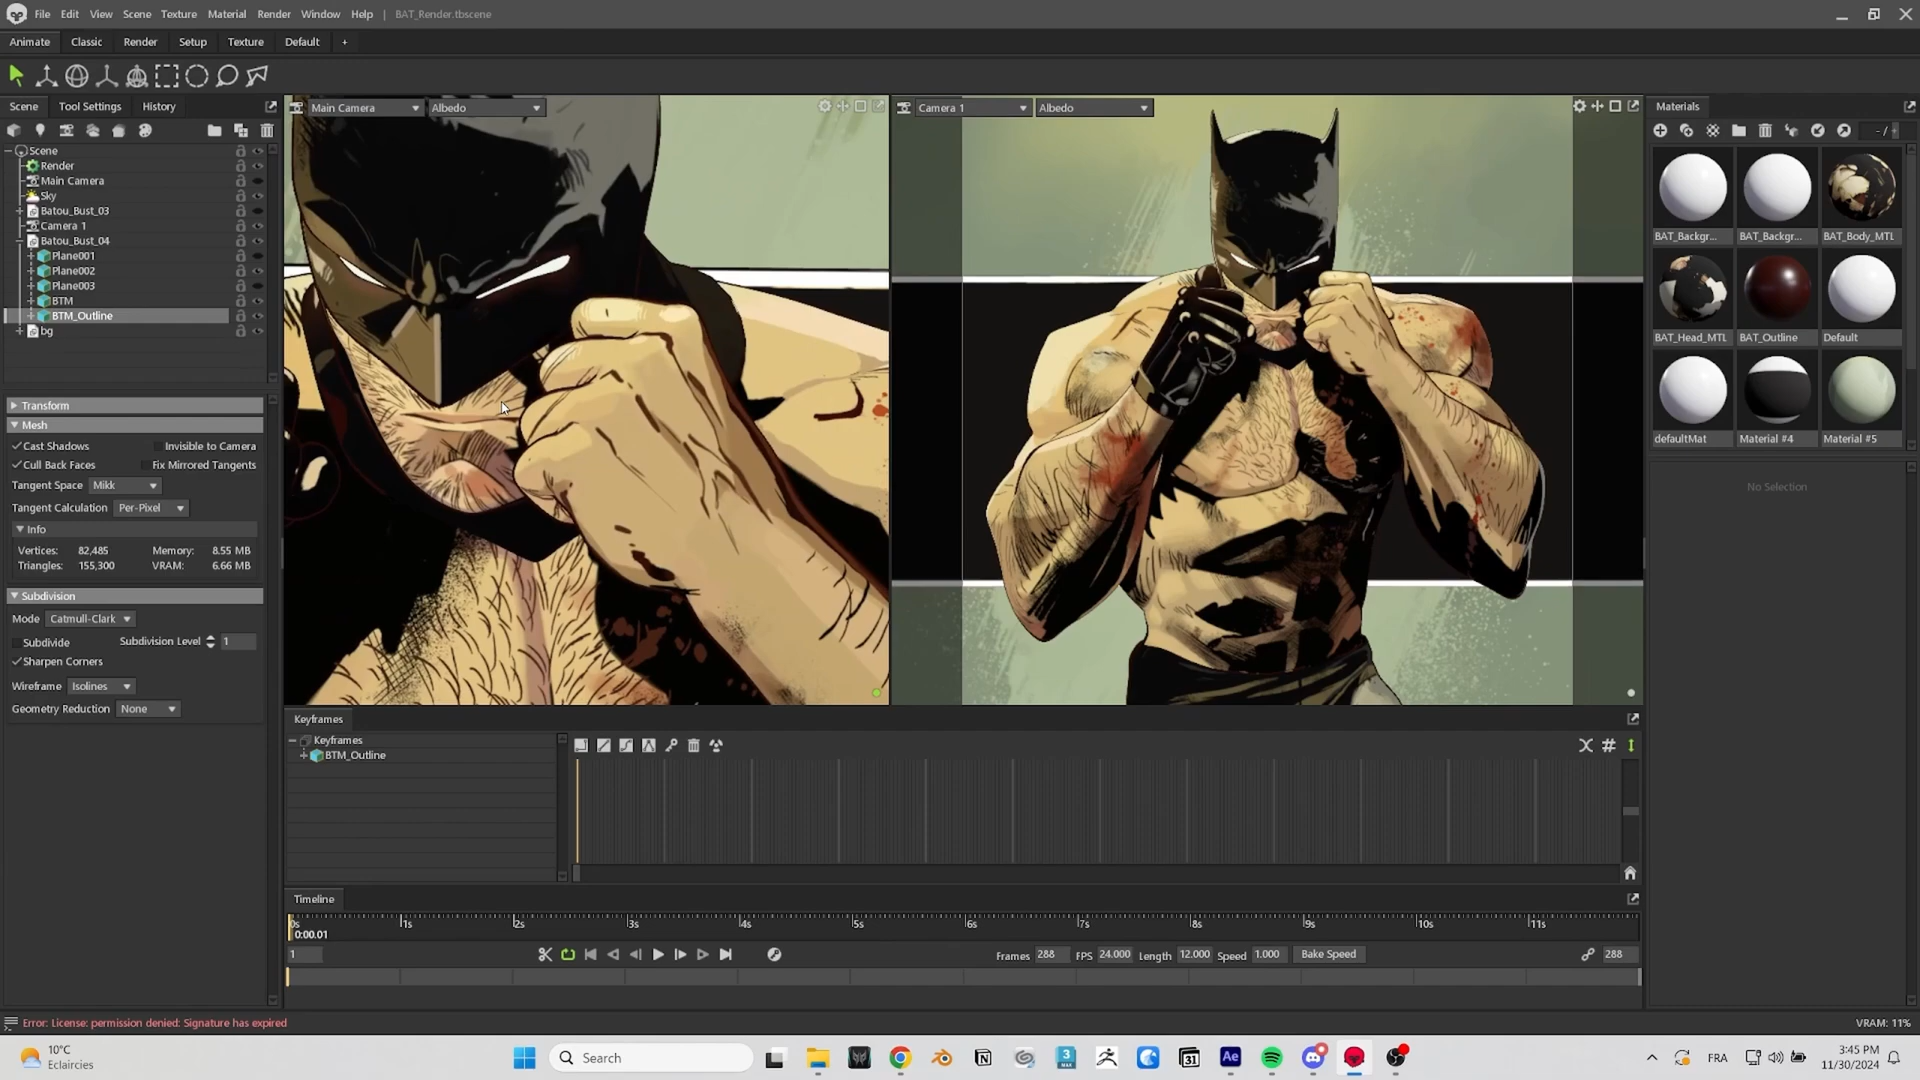 File Edit View Scene Texture Material Render Window Help | BAT_Render.tbscene
Animate Classic Render Setup Texture Default +
Scene Tool Settings History
Scene
Render
Main Camera
Sky
Batou_Bust_03
Camera 1
Batou_Bust_04
Plane001
Plane002
Plane003
BTM
BTM_Outline
bg
Transform
Mesh
Cast Shadows Invisible to Camera
Cull Back Faces Fix Mirrored Tangents
Tangent Space Mikk
Tangent Calculation Per-Pixel
Info
Vertices: 82,485 Memory: 8.55 MB
Triangles: 155,300 VRAM: 6.66 MB
Subdivision
Mode Catmull-Clark
Subdivide Subdivision Level 1
Sharpen Corners
Wireframe Isolines
Geometry Reduction None
Main Camera Albedo
Camera 1 Albedo
Materials
- /
BAT_Backgr... BAT_Backgr... BAT_Body_MTL
BAT_Head_MTL BAT_Outline Default
defaultMat Material #4 Material #5
No Selection
Keyframes
Keyframes
BTM_Outline
Timeline
0s 1s 2s 3s 4s 5s 6s 7s 8s 9s 10s 11s
0:00.01
1 Frames 288 FPS 24.000 Length 12.000 Speed 1.000 Bake Speed 288
Error: License: permission denied: Signature has expired VRAM: 11%
10°C
Eclaircies
Search
3
MAX
31
Ae
FRA
3:45 PM
11/30/2024